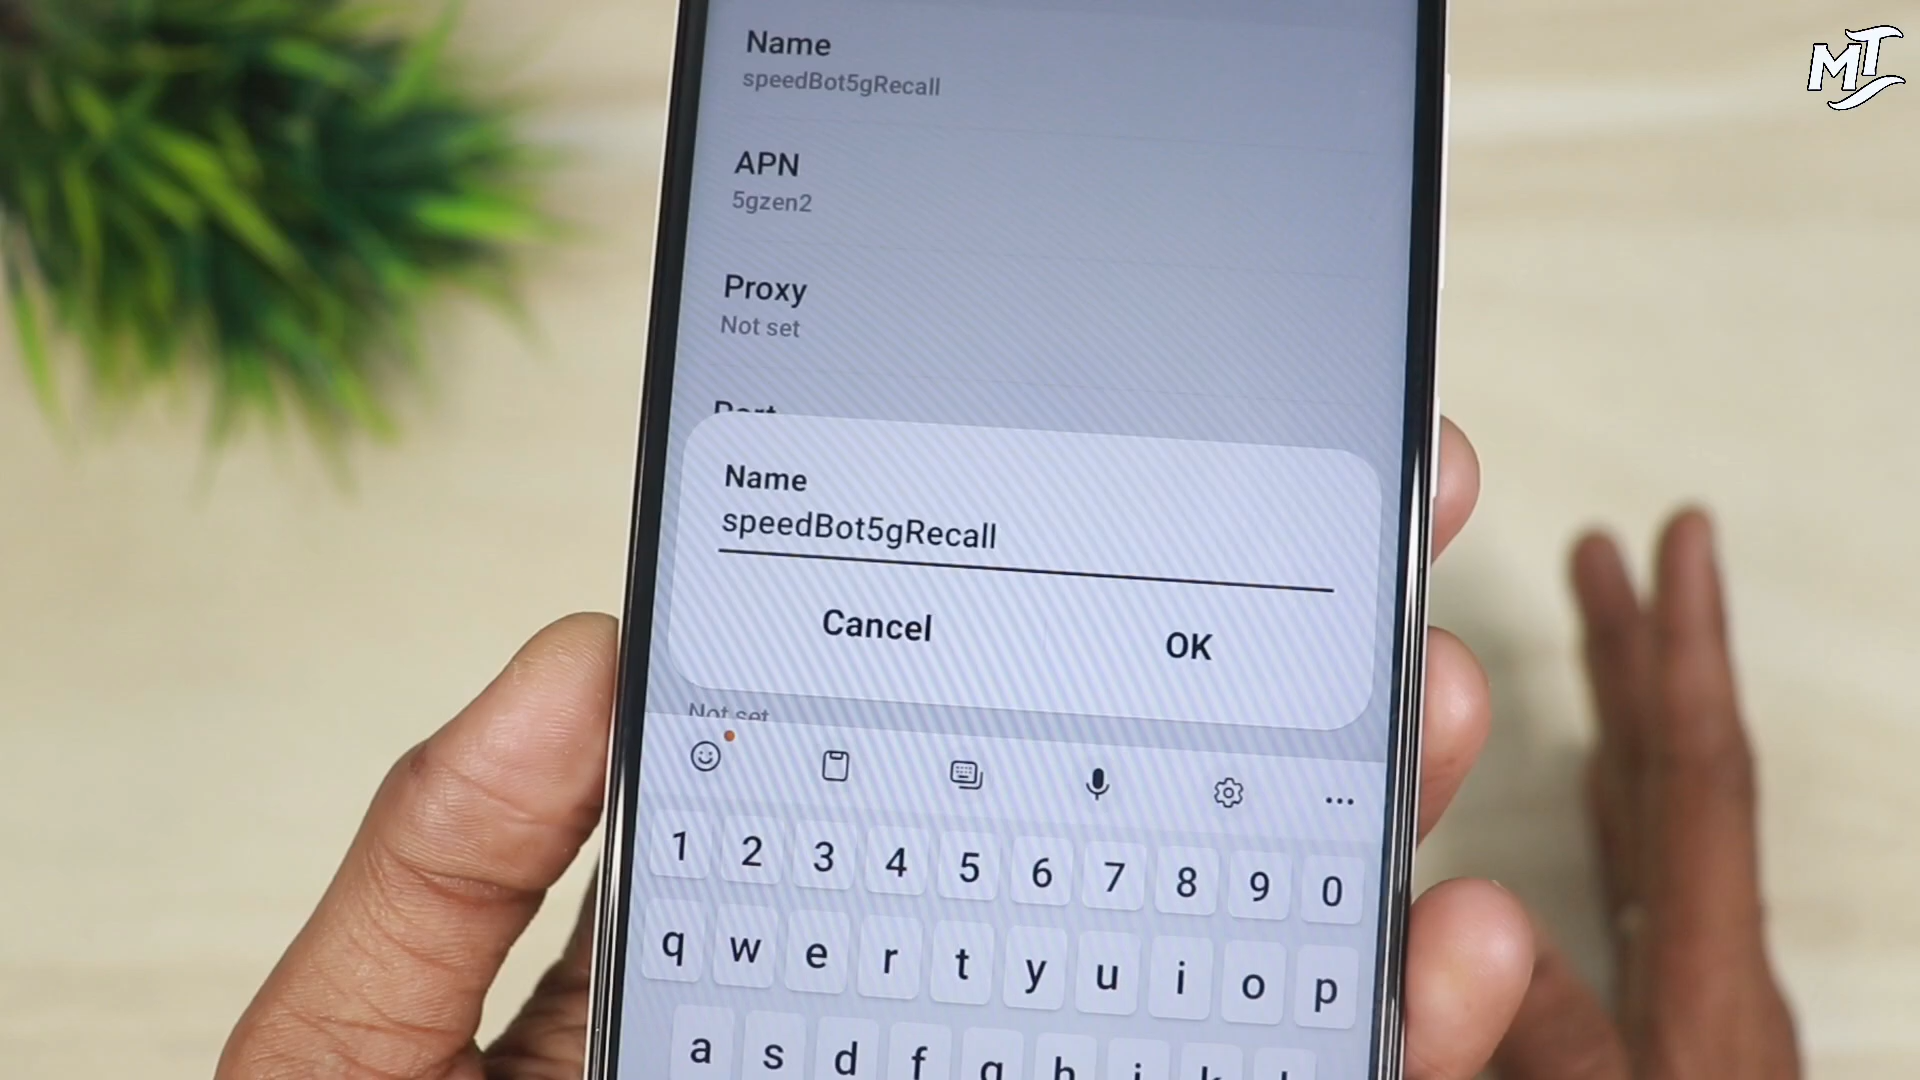 MT
Name
speedBot5gRecall
APN
5gzen2
Proxy
Not set
Port
Name
speedBot5gRecall
Cancel
OK
Not set
1 2 3 4 5 6 7 8 9 0
q w e r t y u i o p
a s d f g h j k l